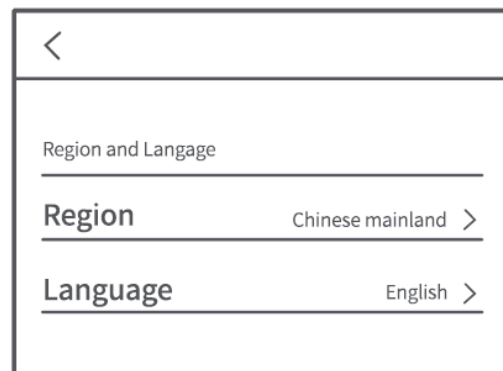 Region and Langage
Region Chinese mainland
Language English